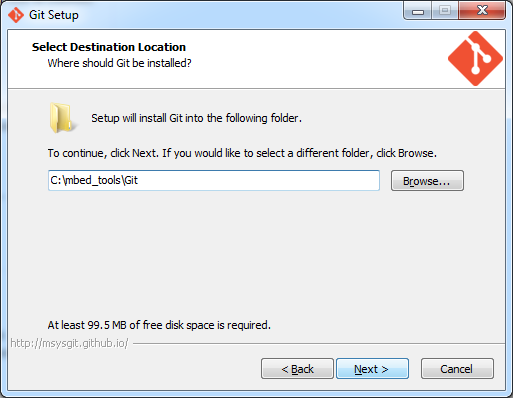 Git Setup
Select Destination Location
Where should Git be installed?
Setup will install Git into the following folder.
To continue, click Next. If you would like to select a different folder, click Browse.
C:\mbed_tools\Git
Browse...
At least 99.5 MB of free disk space is required.
http://msysgit.github.io/
< Back
Next >
Cancel